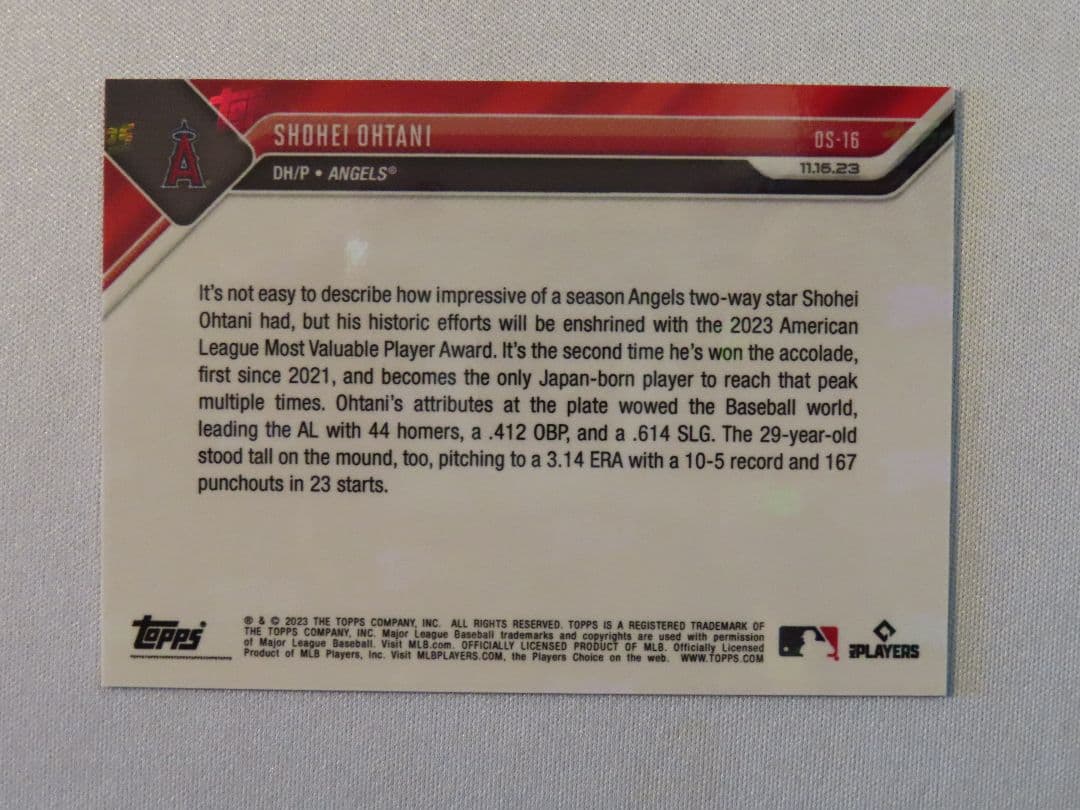 SHOHEI OHTANI
OS-16
DH/P • ANGELS®
11.16.23
A
It's not easy to describe how impressive of a season Angels two-way star Shohei
Ohtani had, but his historic efforts will be enshrined with the 2023 American
League Most Valuable Player Award. It's the second time he's won the accolade,
first since 2021, and becomes the only Japan-born player to reach that peak
multiple times. Ohtani's attributes at the plate wowed the Baseball world,
leading the AL with 44 homers, a .412 OBP, and a .614 SLG. The 29-year-old
stood tall on the mound, too, pitching to a 3.14 ERA with a 10-5 record and 167
punchouts in 23 starts.
Topps
® & © 2023 THE TOPPS COMPANY, INC. ALL RIGHTS RESERVED. TOPPS IS A REGISTERED TRADEMARK OF
THE TOPPS COMPANY, INC. Major League Baseball trademarks and copyrights are used with permission
of Major League Baseball. Visit MLB.com. OFFICIALLY LICENSED PRODUCT OF MLB. Officially Licensed
Product of MLB Players, Inc. Visit MLBPLAYERS.COM, the Players Choice on the web. WWW.TOPPS.COM
PLAYERS